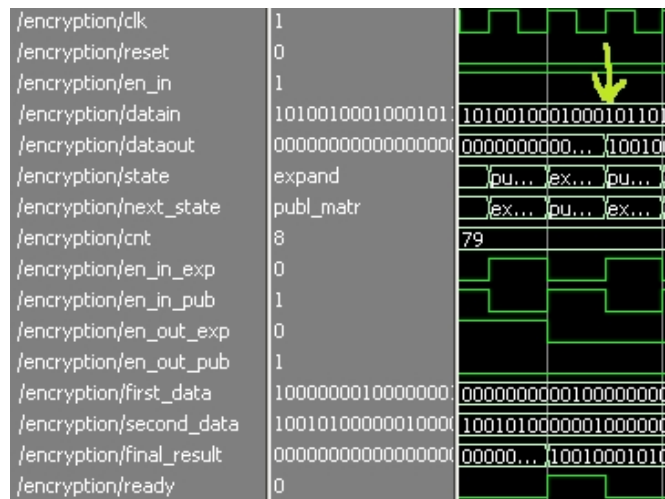 /encryption/clk 1
/encryption/reset 0
/encryption/en_in 1
/encryption/datain 1010010001000101 1010010001000101101
/encryption/dataout 0000000000000000 0000000000... 10010
/encryption/state expand pu... ex... pu...
/encryption/next_state publ_matr ex... pu... ex...
/encryption/cnt 8 79
/encryption/en_in_exp 0
/encryption/en_in_pub 1
/encryption/en_out_exp 0
/encryption/en_out_pub 1
/encryption/first_data 1000000010000000 0000000000100000000
/encryption/second_data 1001010000001000 1001010000001000000
/encryption/final_result 0000000000000000 00000... 10010001010
/encryption/ready 0